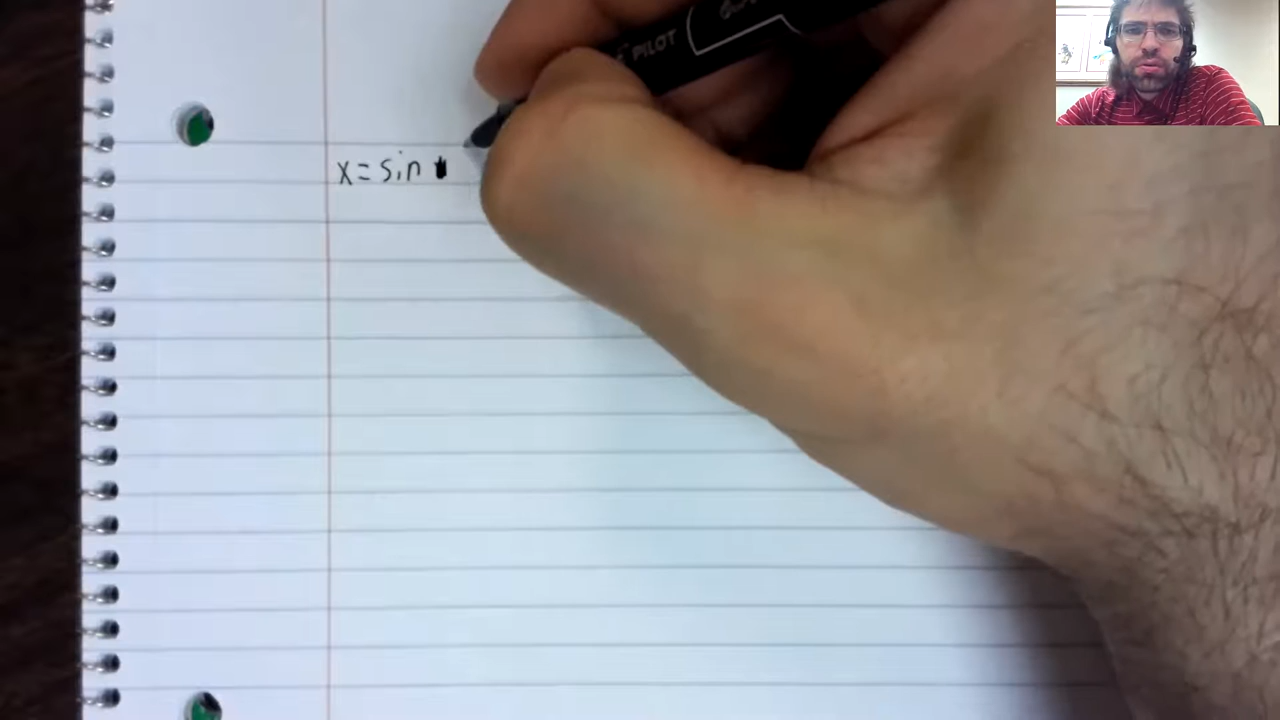 PILOT
x = sin